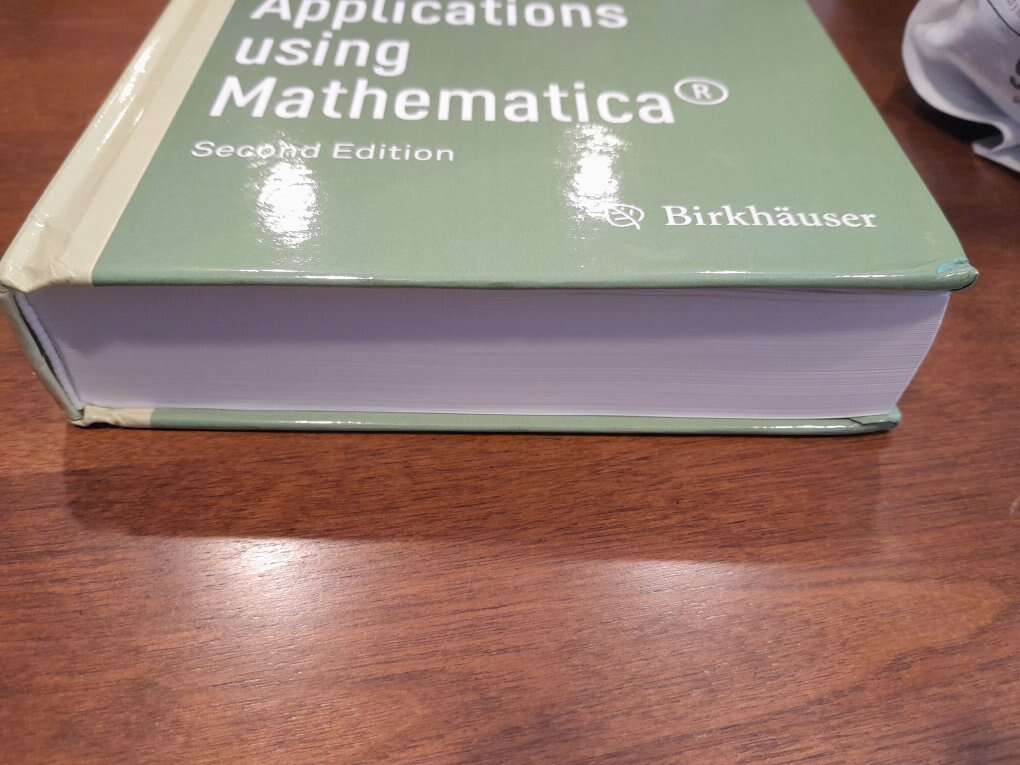 Applications
using
Mathematica®
Second Edition
Birkhäuser